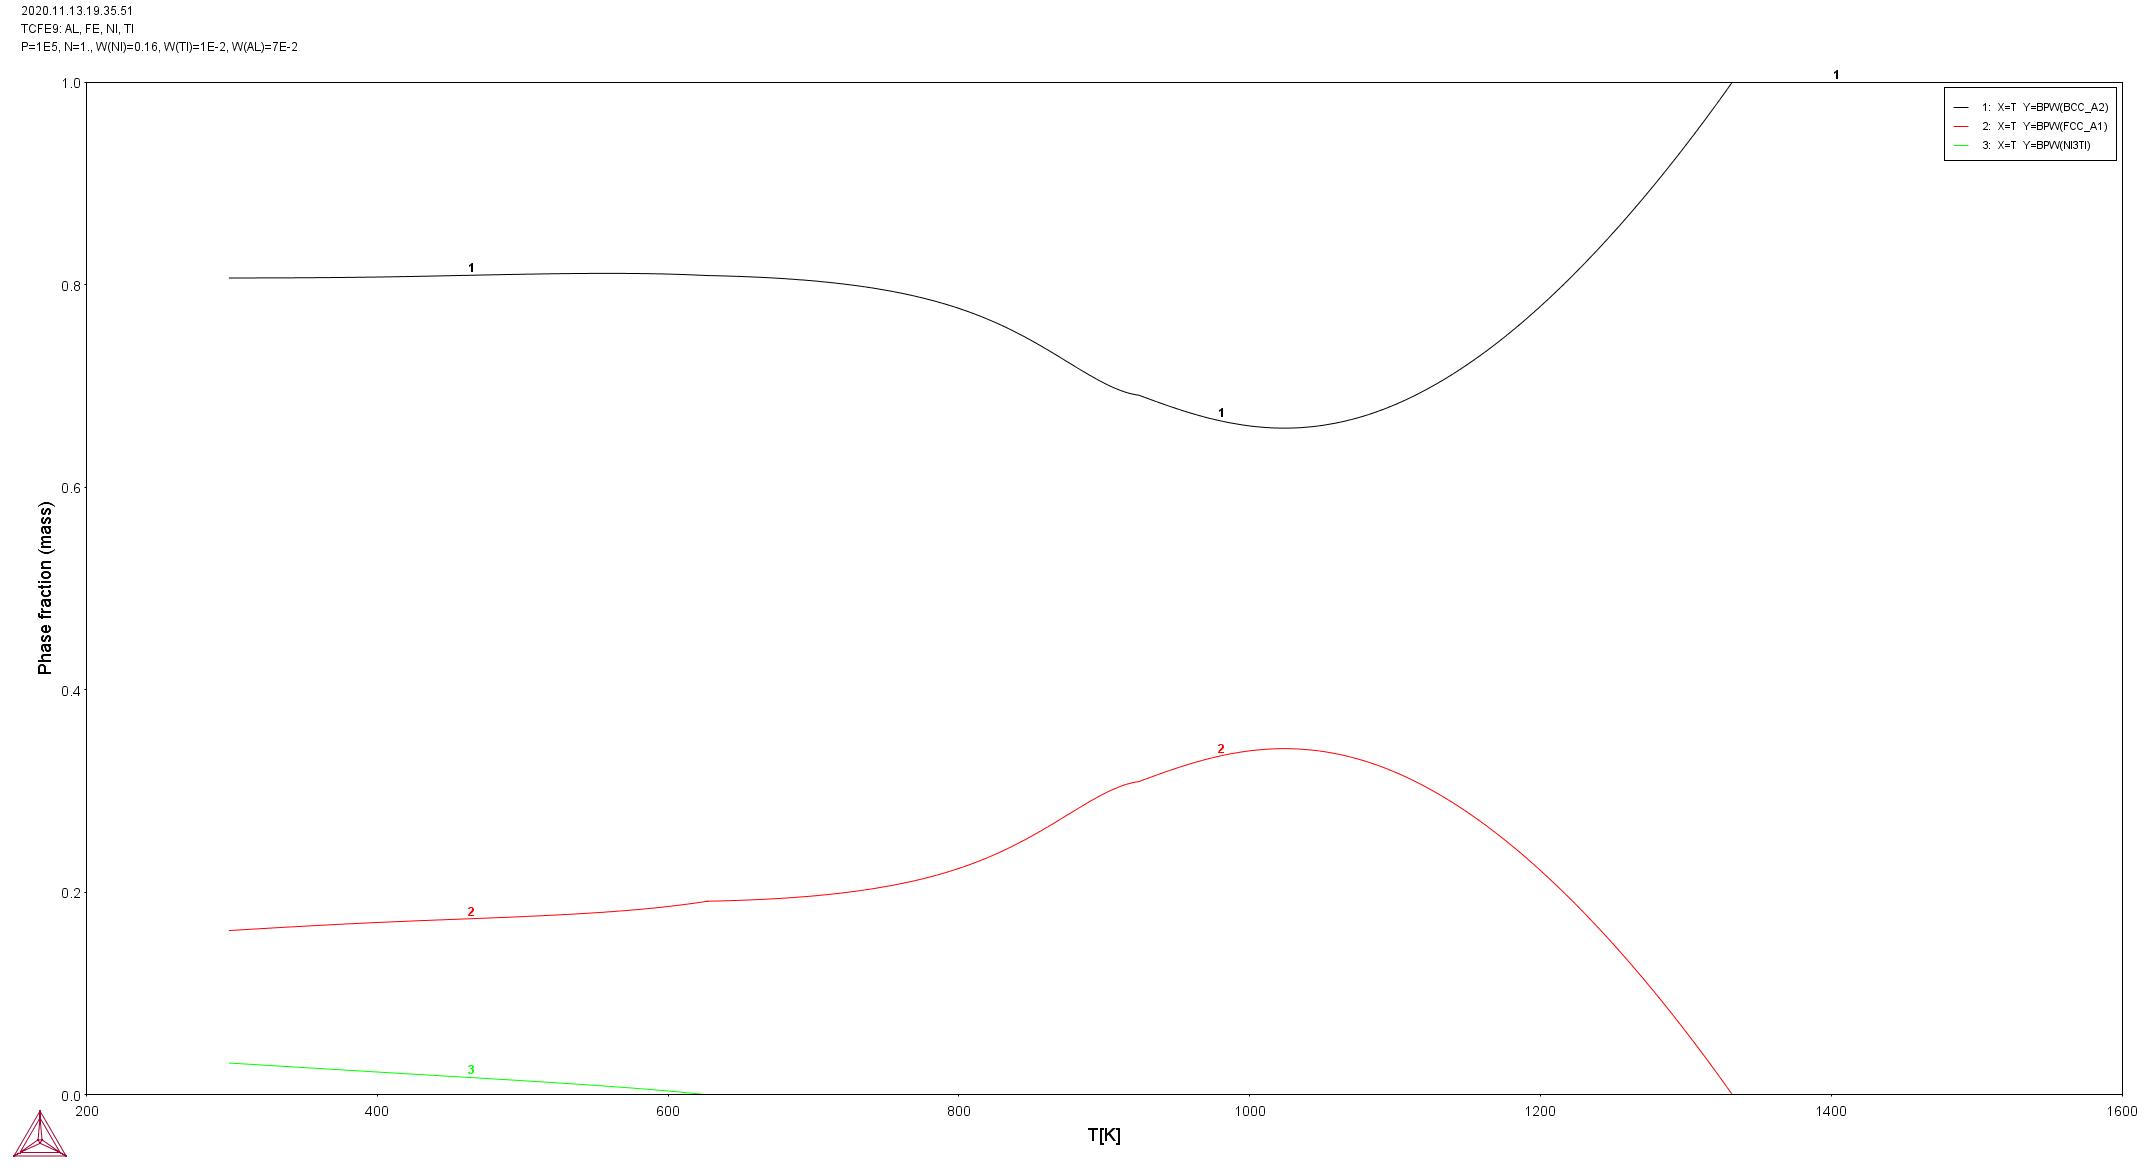 2020.11.13.19.35.51
TCFE9: AL, FE, NI, TI
P=1E5, N=1., W(NI)=0.16, W(TI)=1E-2, W(AL)=7E-2
1
1: X=T Y=BPW(BCC_A2)
2: X=T Y=BPW(FCC_A1)
3: X=T Y=BPW(NI3TI)
1.0
0.8
0.6
0.4
0.2
0.0
Phase fraction (mass)
1
1
2
2
3
200 400 600 800 1000 1200 1400 1600
T[K]